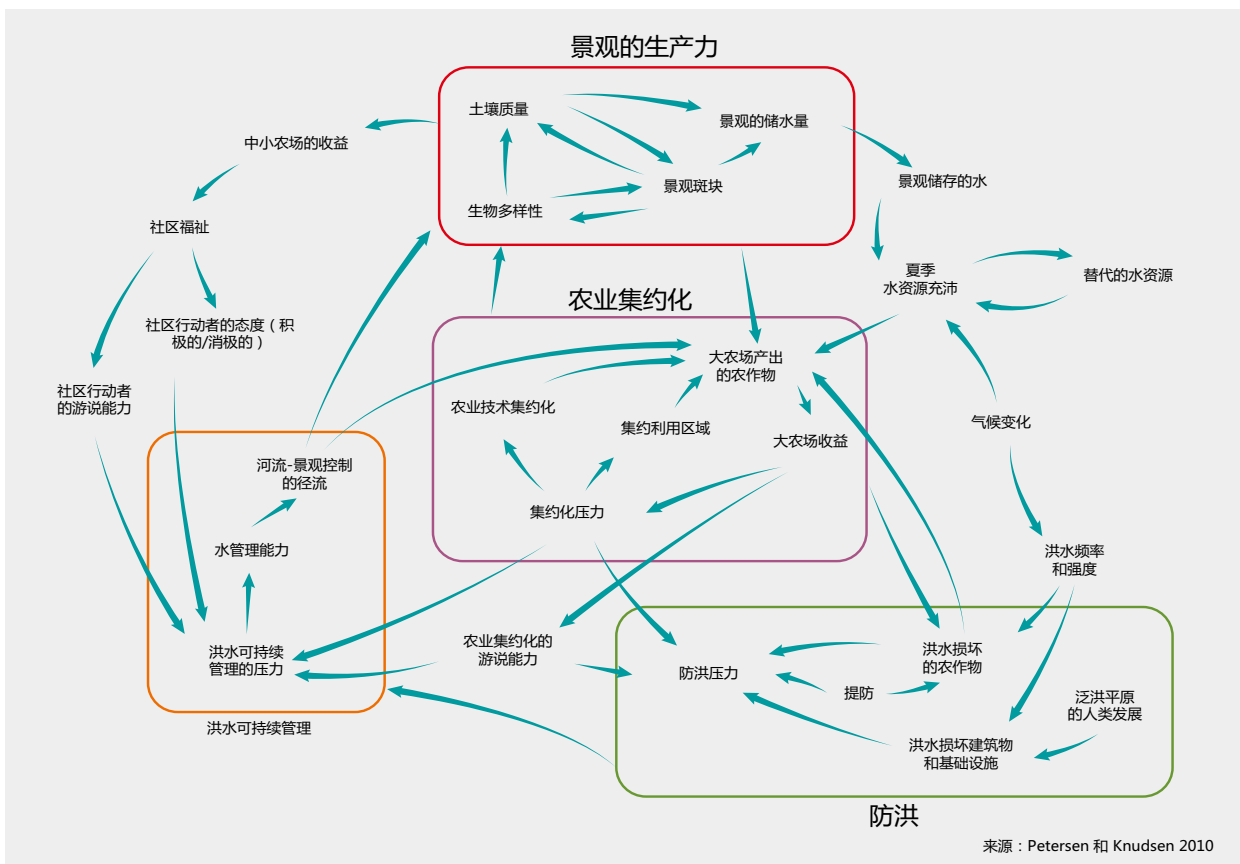 景观的生产力
土壤质量
景观的储水量
中小农场的收益
景观斑块
景观储存的水
生物多样性
社区福祉
夏季
水资源充沛
替代的水资源
农业集约化
社区行动者的态度（积
极的/消极的）
大农场产出
的农作物
社区行动者
的游说能力
农业技术集约化
集约利用区域
大农场收益
气候变化
河流-景观控制
的径流
集约化压力
水管理能力
洪水频率
和强度
洪水可持续
管理的压力
农业集约化的
游说能力
防洪压力
洪水损坏
的农作物
提防
泛洪平原
的人类发展
洪水可持续管理
洪水损坏建筑物
和基础设施
防洪
来源：Petersen 和 Knudsen 2010